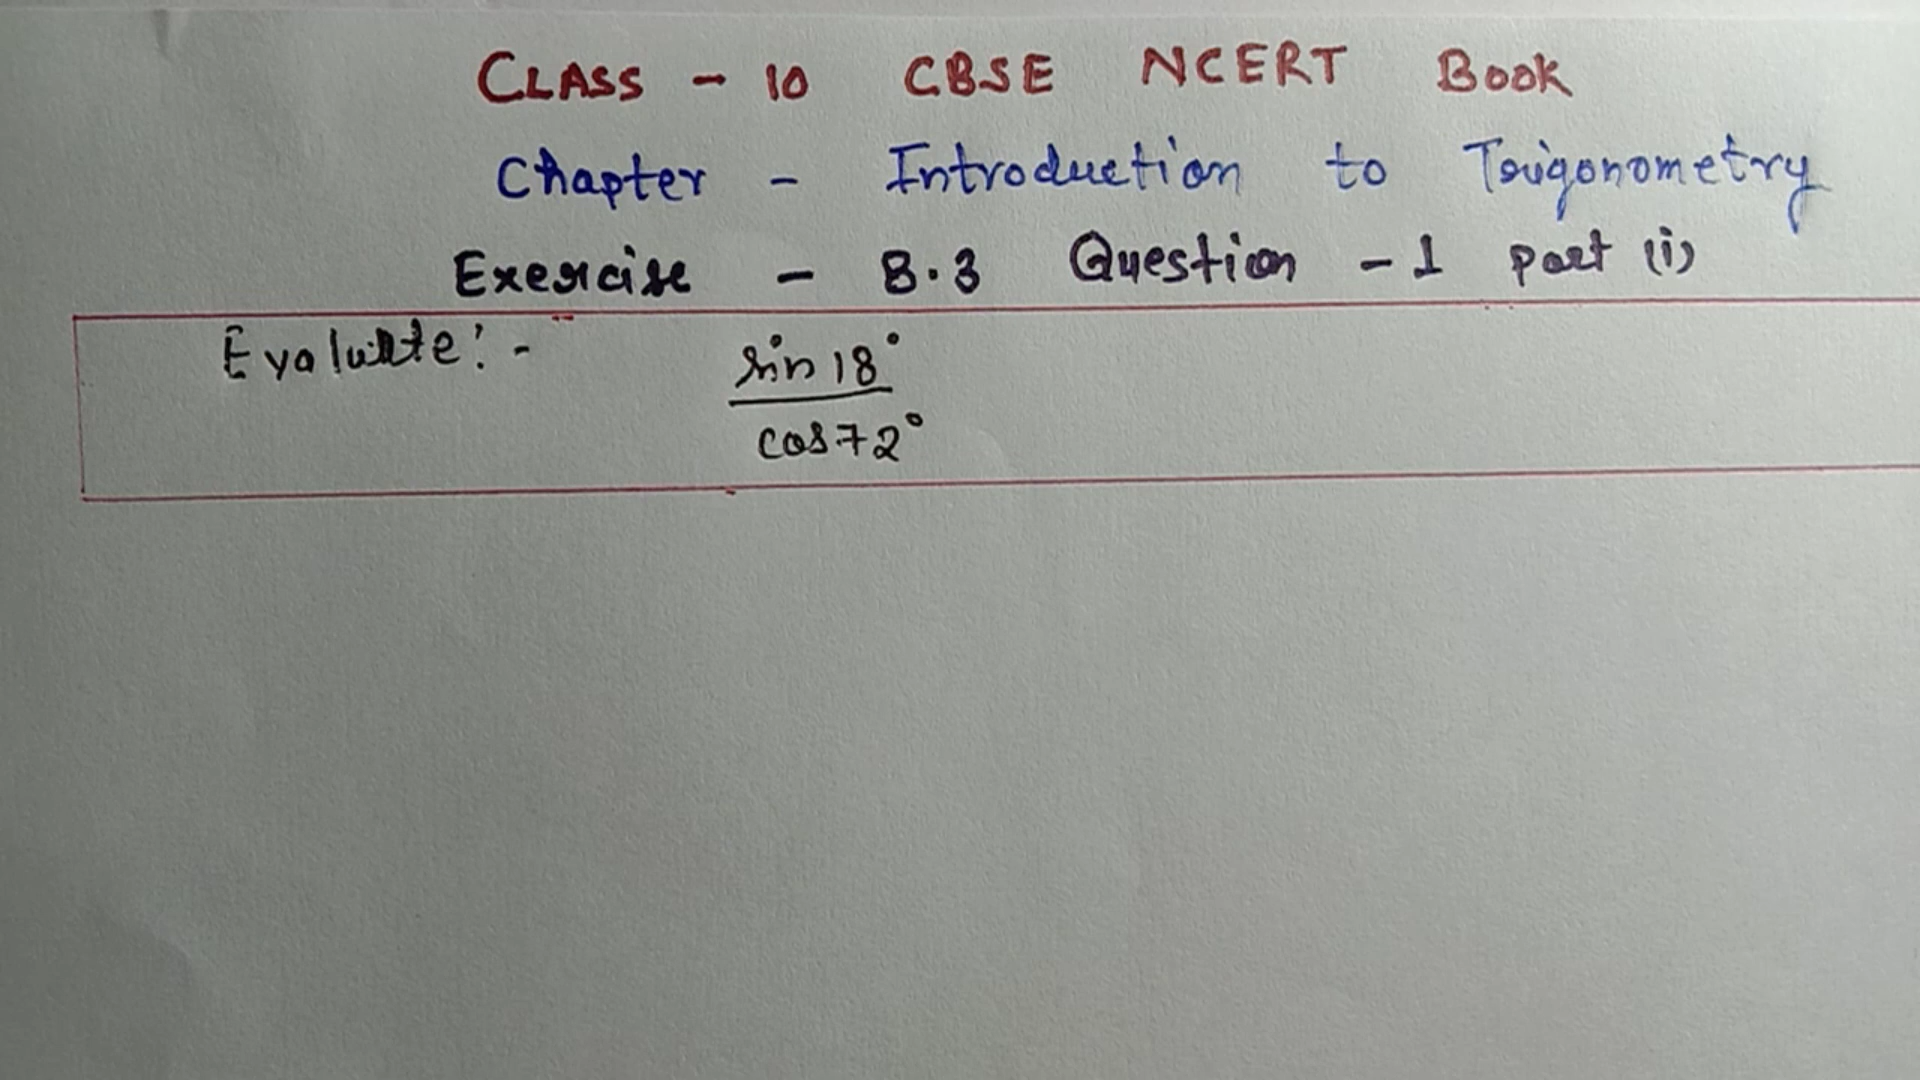 CLASS - 10 CBSE NCERT Book
Chapter - Introduction to Trigonometry
Exercise - 8.3 Question - 1 part (i)
Evaluate:- sin 18°
cos 72°